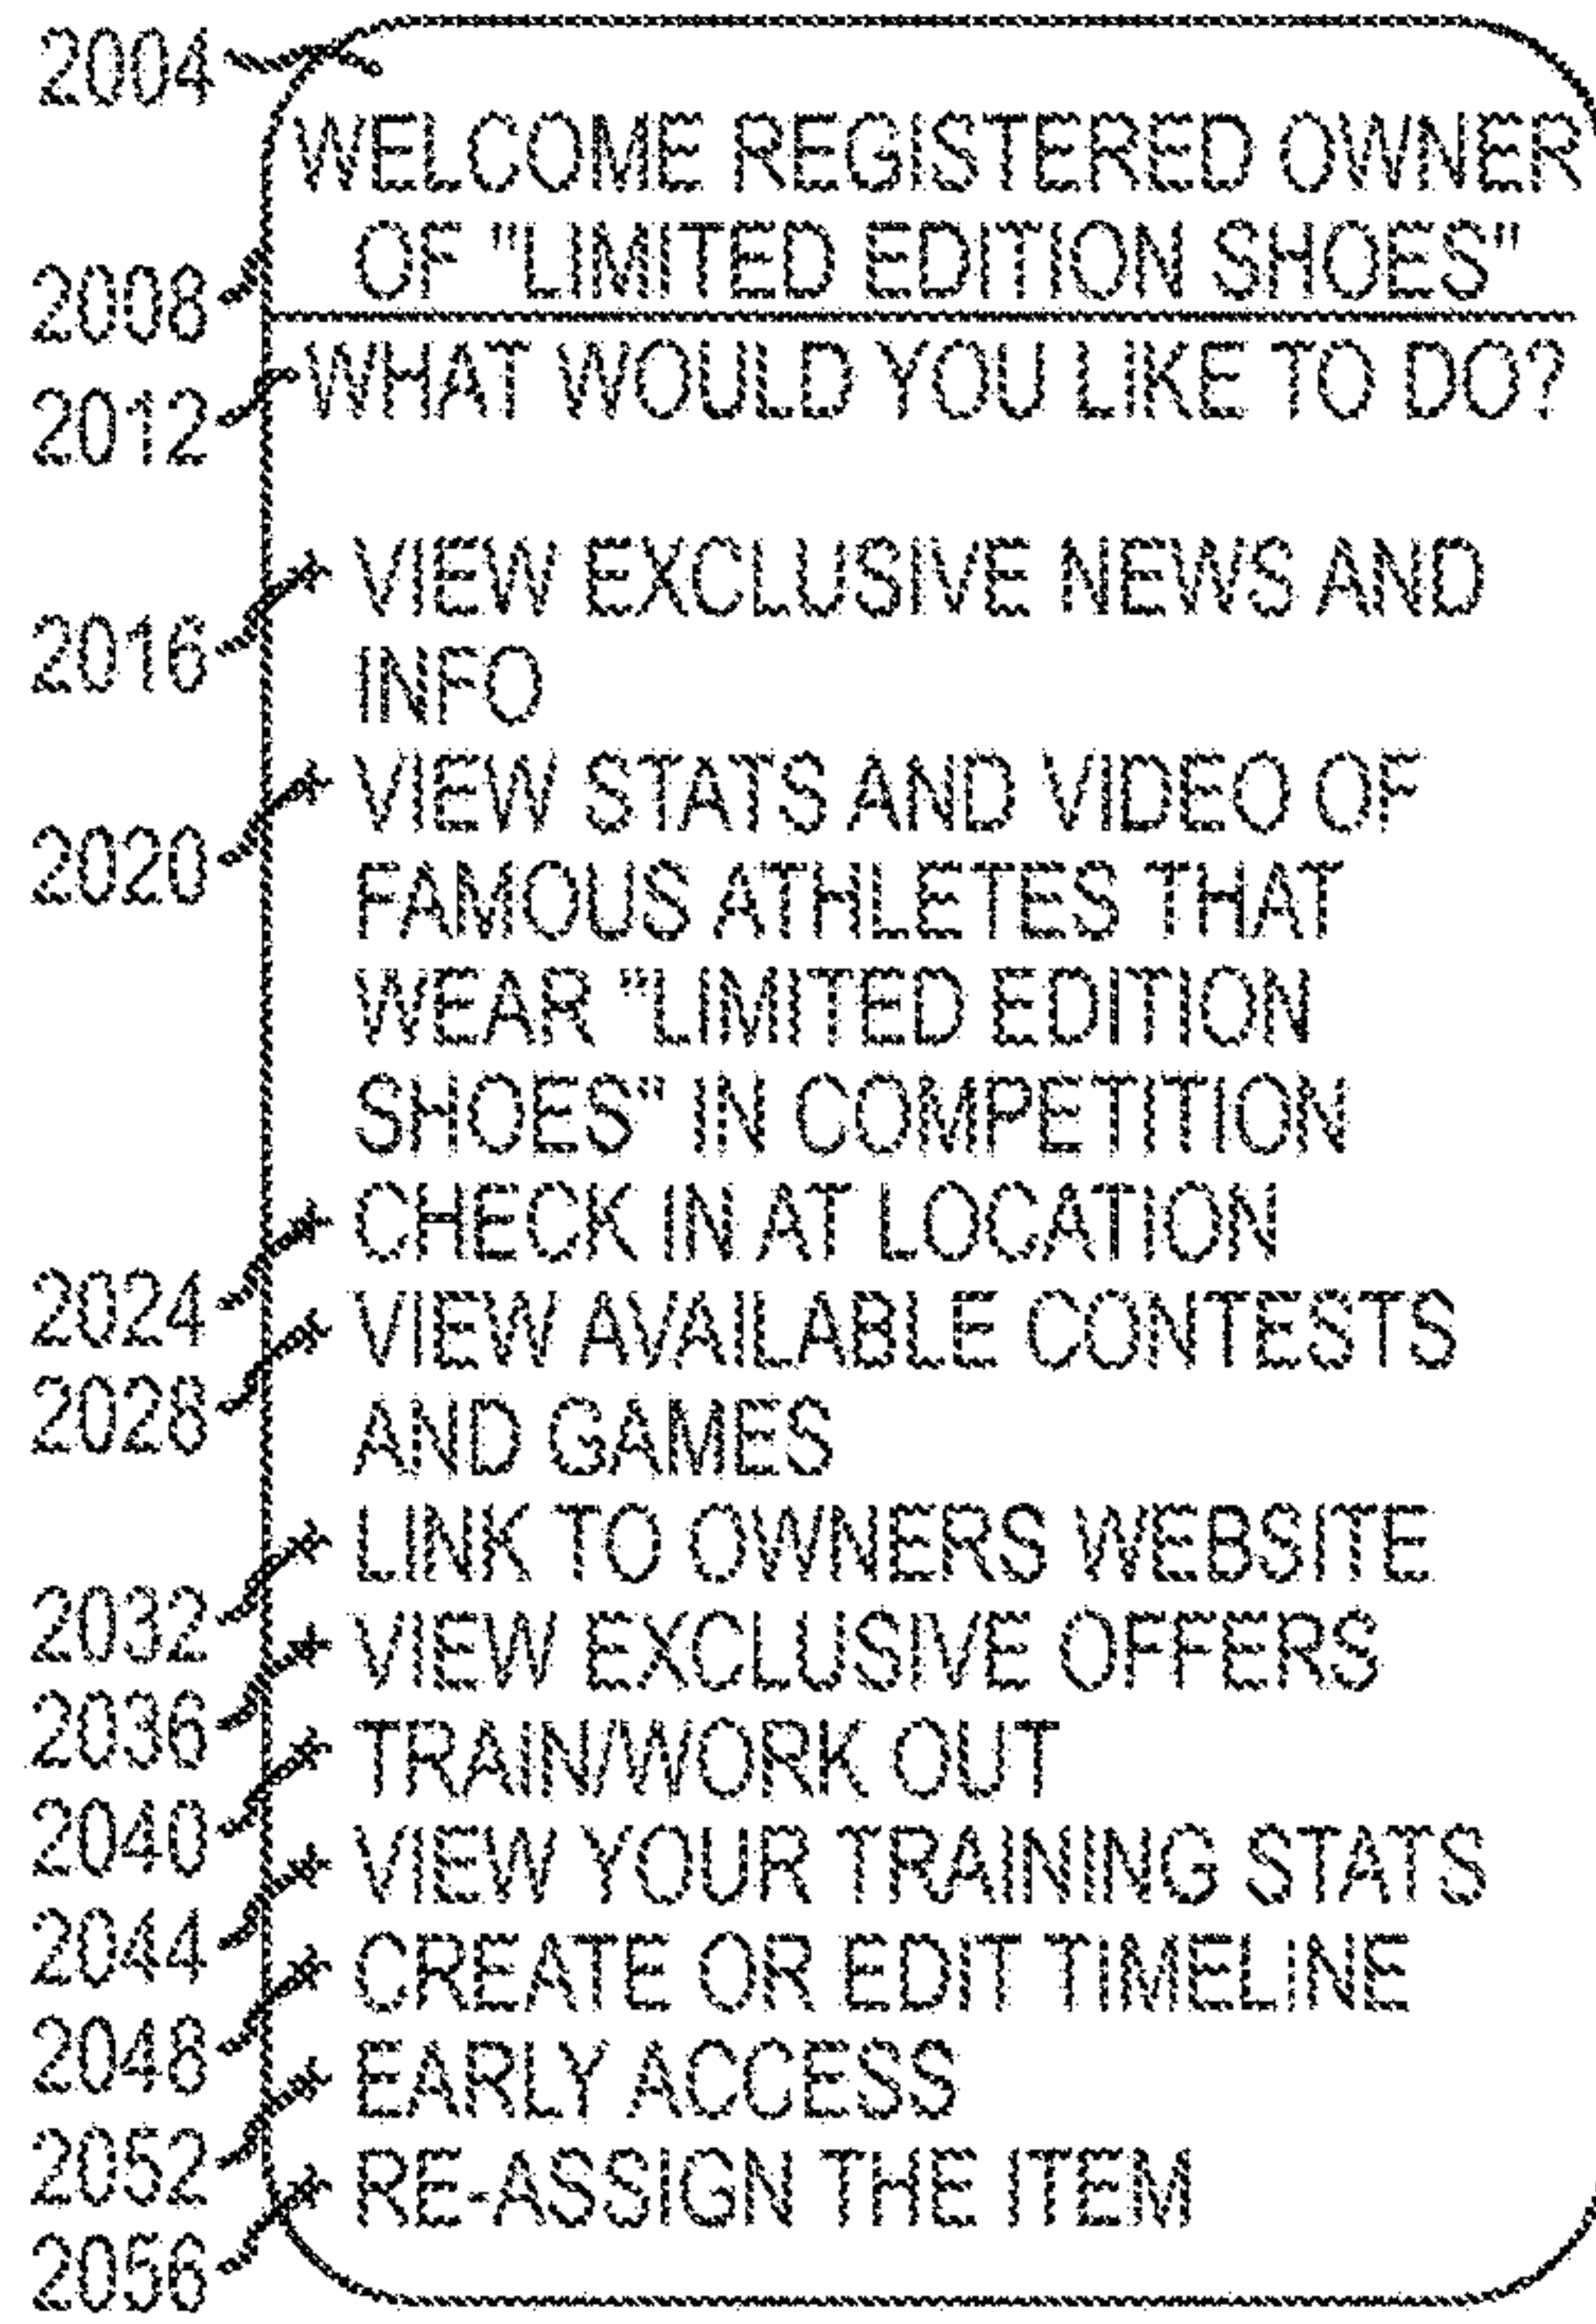 2004
WELCOME REGISTERED OWNER
OF "LIMITED EDITION SHOES"
2008
WHAT WOULD YOU LIKE TO DO?
2012
VIEW EXCLUSIVE NEWS AND
2016
INFO
VIEW STATS AND VIDEO OF
2020
FAMOUS ATHLETES THAT
WEAR "LIMITED EDITION
SHOES" IN COMPETITION
CHECK IN AT LOCATION
2024
VIEW AVAILABLE CONTESTS
2028
AND GAMES
LINK TO OWNERS WEBSITE
2032
VIEW EXCLUSIVE OFFERS
2036
TRAIN/WORK OUT
2040
VIEW YOUR TRAINING STATS
2044
CREATE OR EDIT TIMELINE
2048
EARLY ACCESS
2052
RE-ASSIGN THE ITEM
2056